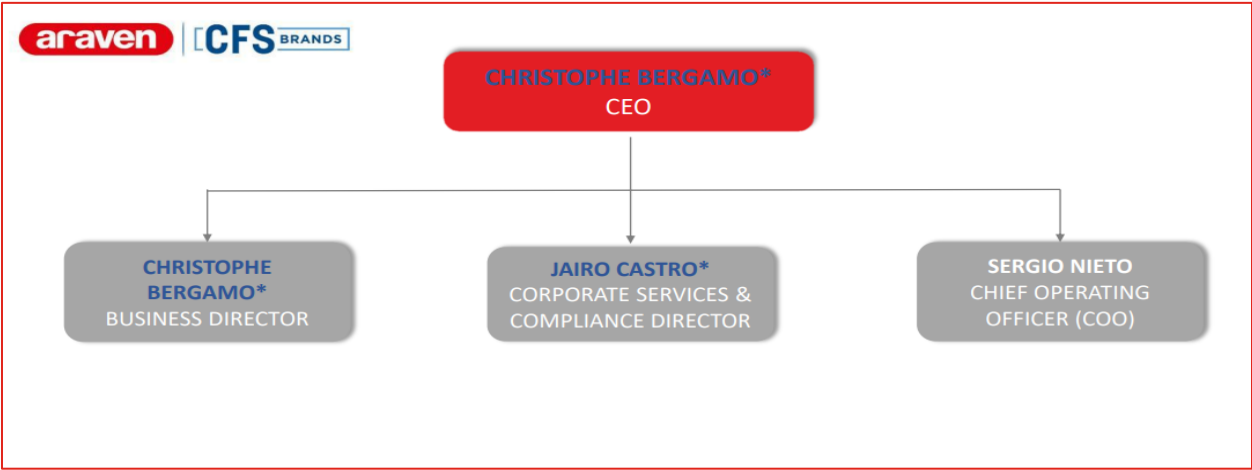 araven [CFS BRANDS]
CHRISTOPHE BERGAMO*
CEO
CHRISTOPHE
BERGAMO*
BUSINESS DIRECTOR
JAIRO CASTRO*
CORPORATE SERVICES &
COMPLIANCE DIRECTOR
SERGIO NIETO
CHIEF OPERATING
OFFICER (COO)